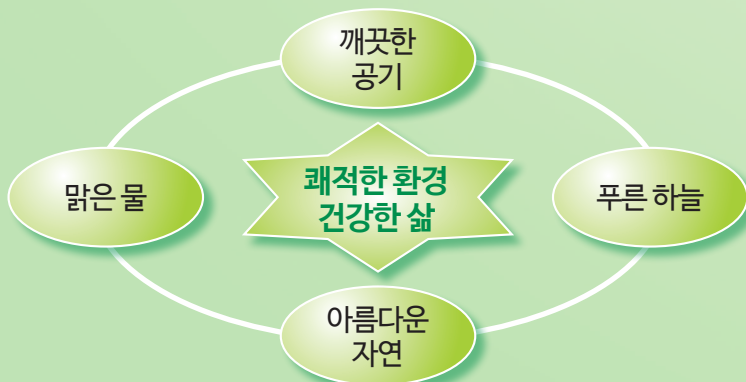 깨끗한
공기
맑은 물
쾌적한 환경
건강한 삶
푸른 하늘
아름다운
자연